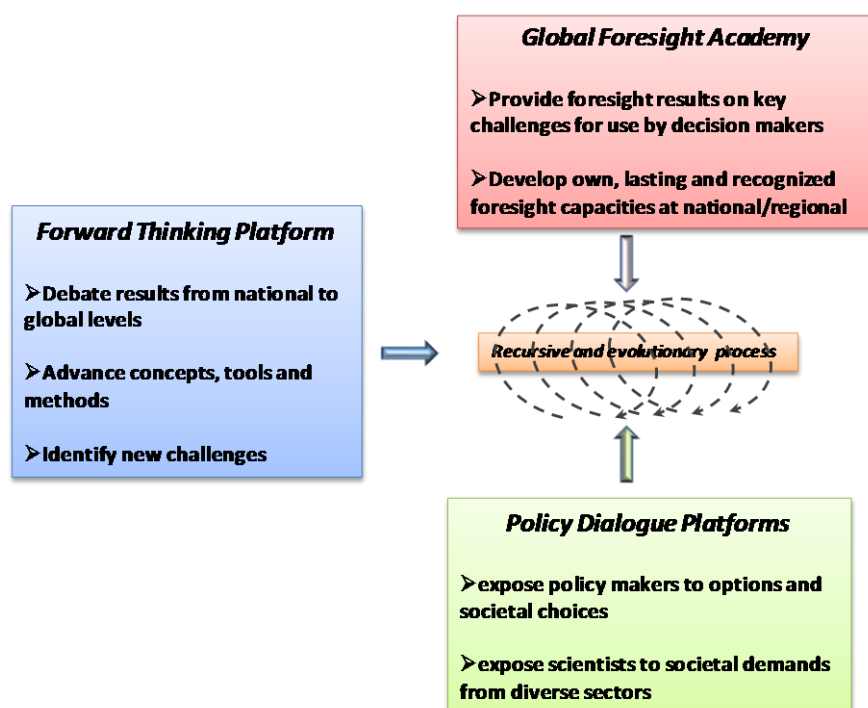 Global Foresight Academy
➢Provide foresight results on key
challenges for use by decision makers
➢Develop own, lasting and recognized
foresight capacities at national/regional
Forward Thinking Platform
➢Debate results from national to
global levels
➢Advance concepts, tools and
methods
➢Identify new challenges
Recursive and evolutionary process
Policy Dialogue Platforms
➢expose policy makers to options and
societal choices
➢expose scientists to societal demands
from diverse sectors